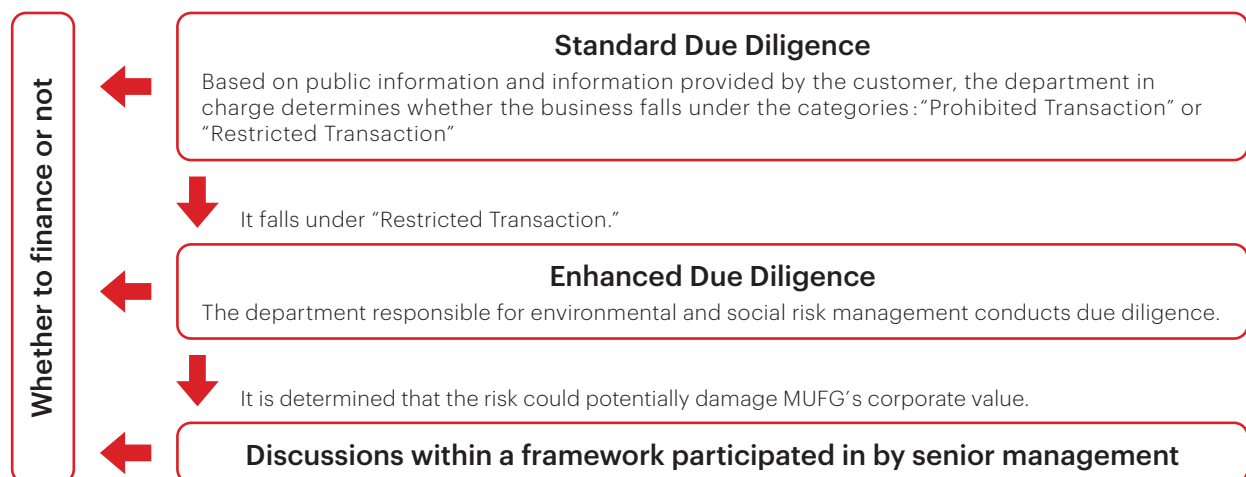 Whether to finance or not
Standard Due Diligence
Based on public information and information provided by the customer, the department in
charge determines whether the business falls under the categories:“Prohibited Transaction” or
“Restricted Transaction”
It falls under “Restricted Transaction.”
Enhanced Due Diligence
The department responsible for environmental and social risk management conducts due diligence.
It is determined that the risk could potentially damage MUFG’s corporate value.
Discussions within a framework participated in by senior management